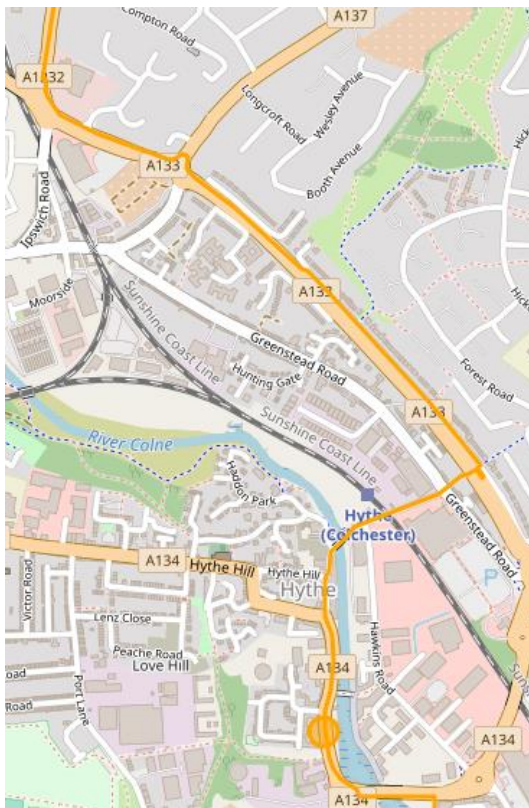 Compton Road
A137
A1232
Longcroft Road
Wesley Avenue
Booth Avenue
A133
Ipswich Road
Moorside
Sunshine Coast Line
A133
Greenstead Road
Hunting Gate
Sunshine Coast Line
Forest Road
A133
River Colne
Haddon Park
Hythe
(Colchester)
Greenstead Road
A134
Hythe Hill
Hythe Hill
Hythe
P
Victor Road
Lenz Close
Peache Road
Love Hill
Hawkins Road
A134
Port Lane
Road
Road
A134
A134
A134